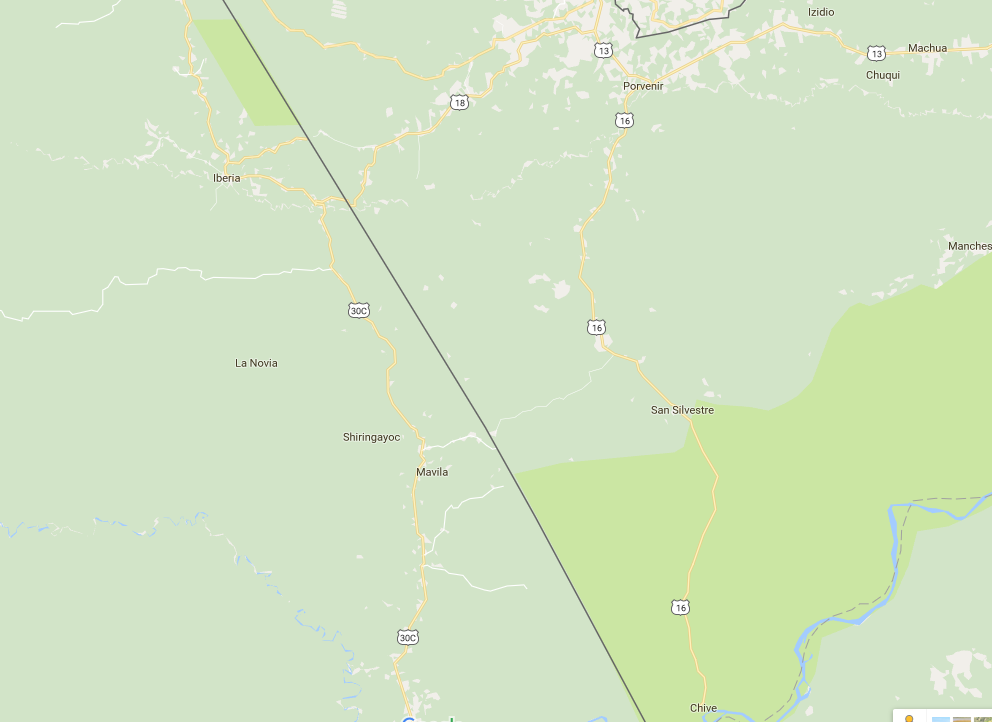 Izidio
13
13
Machua
Chuqui
Porvenir
18
16
Iberia
Manches
30C
16
La Novia
San Silvestre
Shiringayoc
Mavila
16
30C
Chive